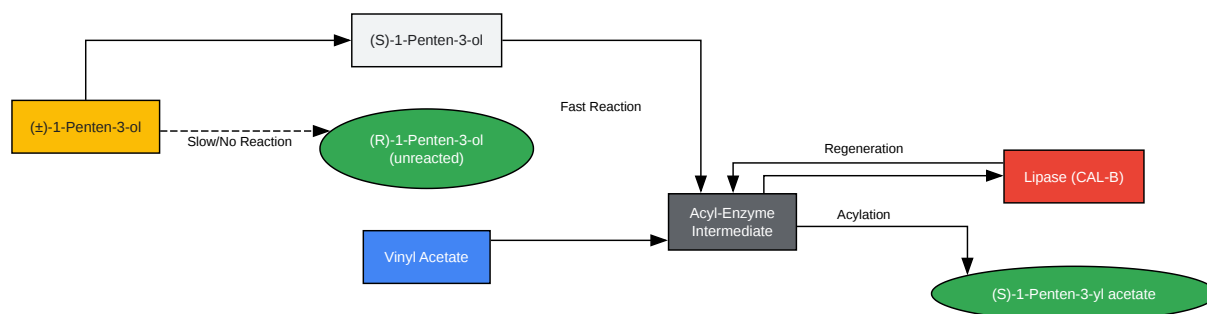 (S)-1-Penten-3-ol
Fast Reaction
(±)-1-Penten-3-ol
Slow/No Reaction
(R)-1-Penten-3-ol
(unreacted)
Regeneration
Lipase (CAL-B)
Acyl-Enzyme
Intermediate
Acylation
Vinyl Acetate
(S)-1-Penten-3-yl acetate